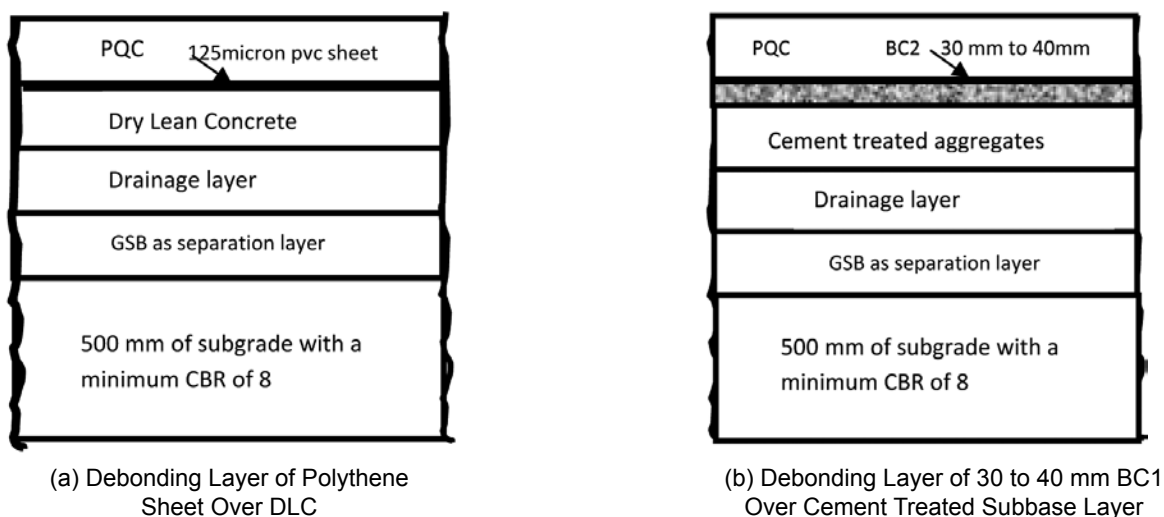 PQC 125micron pvc sheet
Dry Lean Concrete
Drainage layer
GSB as separation layer
500 mm of subgrade with a
minimum CBR of 8
(a) Debonding Layer of Polythene
Sheet Over DLC
PQC BC2 30 mm to 40mm
Cement treated aggregates
Drainage layer
GSB as separation layer
500 mm of subgrade with a
minimum CBR of 8
(b) Debonding Layer of 30 to 40 mm BC1
Over Cement Treated Subbase Layer